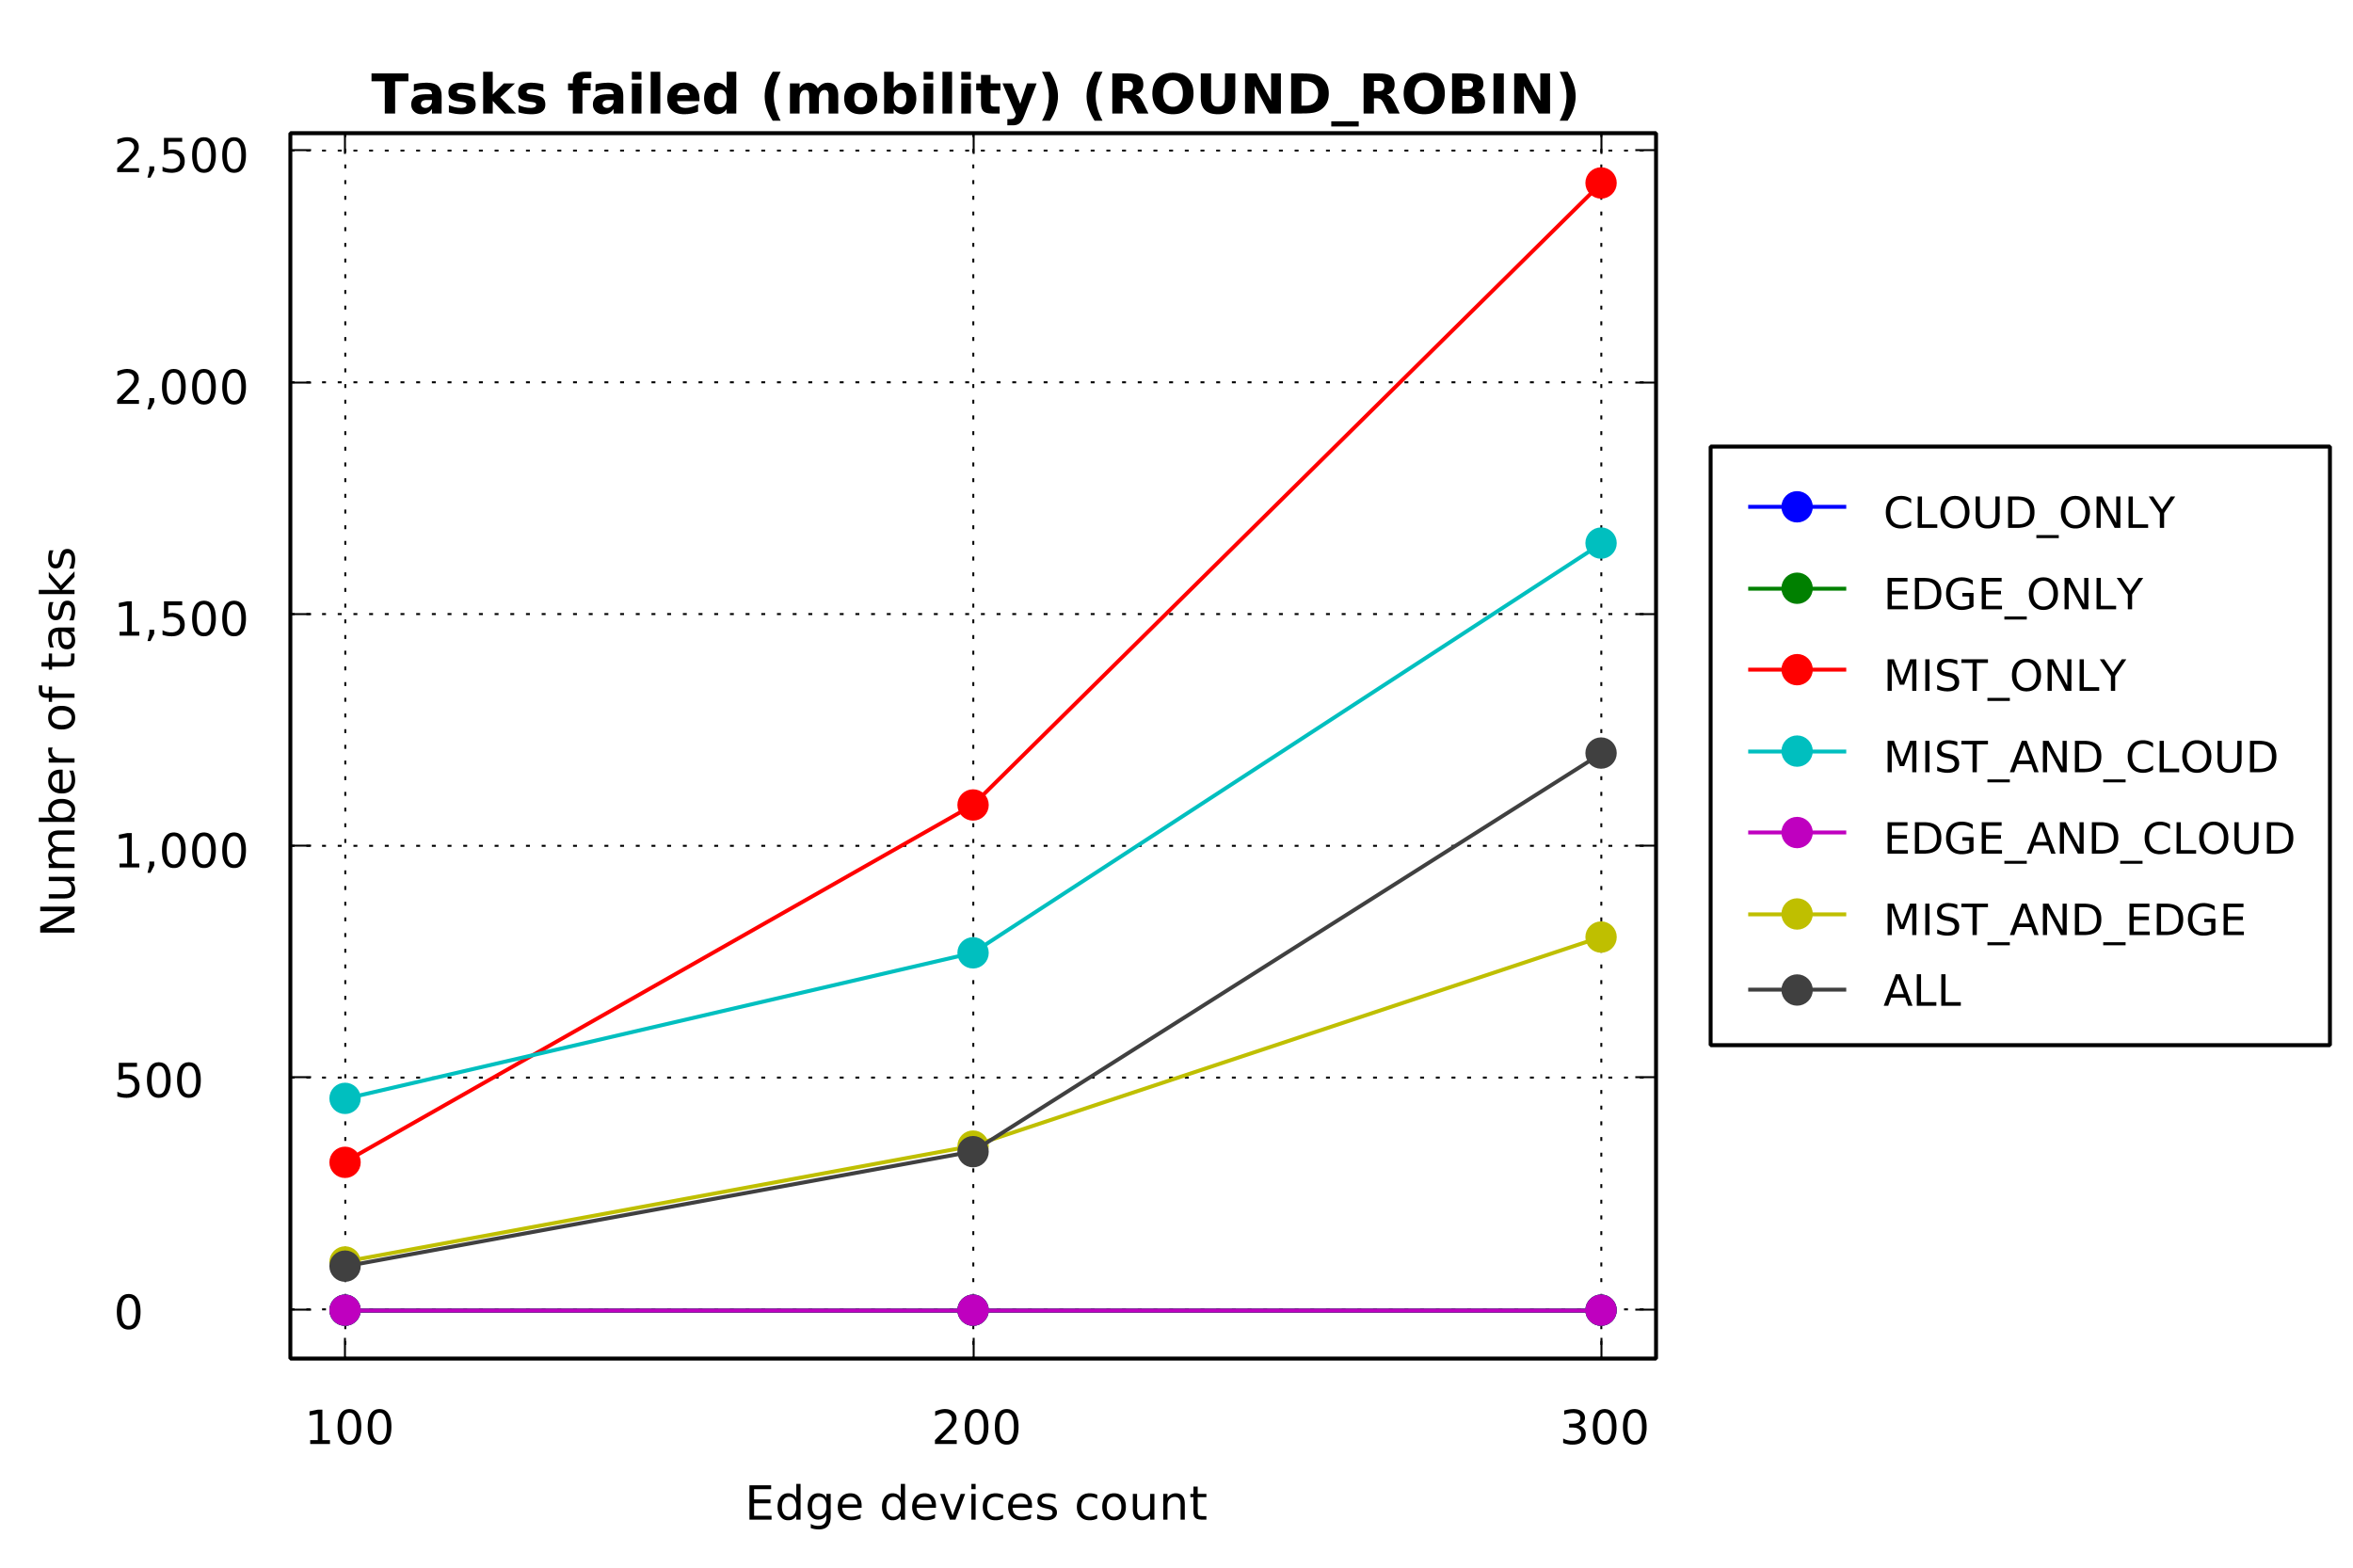 Tasks failed (mobility) (ROUND_ROBIN)
2,500
2,000
1,500
1,000
500
0
Number of tasks
100 200 300
Edge devices count
CLOUD_ONLY
EDGE_ONLY
MIST_ONLY
MIST_AND_CLOUD
EDGE_AND_CLOUD
MIST_AND_EDGE
ALL